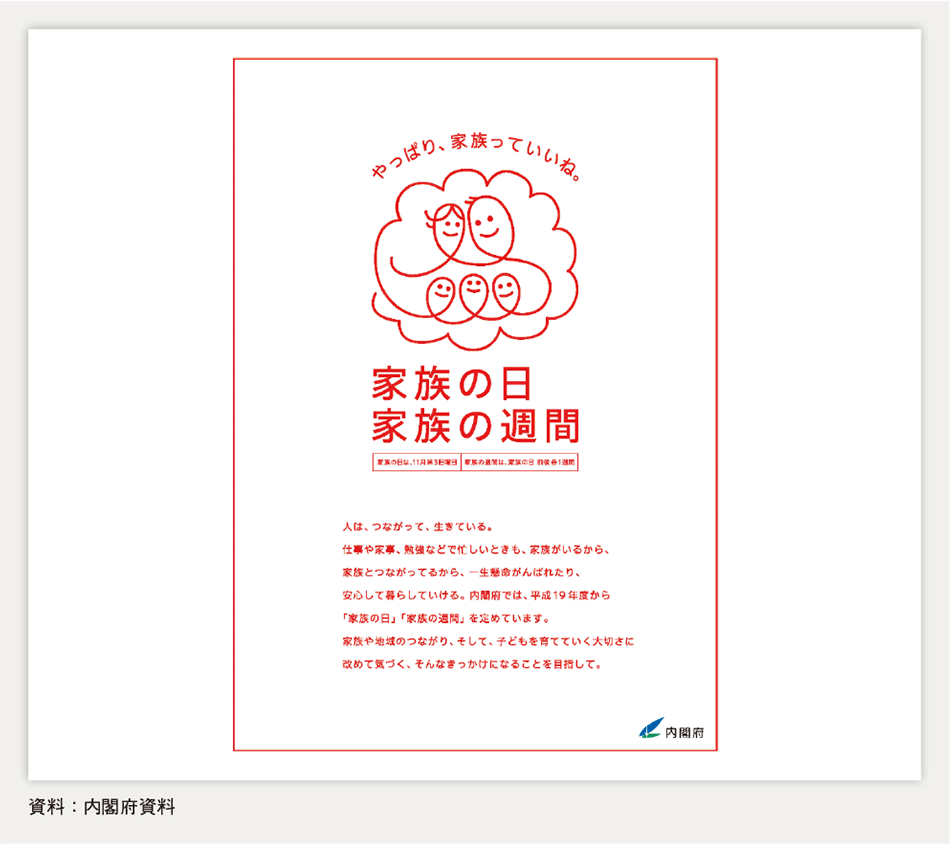 やっぱり、家族っていいね。
家族の日
家族の週間
家族の日は、11月第3日曜日 家族の週間は、家族の日 前後各1週間
人は、つながって、生きている。
仕事や家事、勉強などで忙しいときも、家族がいるから、
家族とつながってるから、一生懸命がんばれたり、
安心して暮らしていける。内閣府では、平成19年度から
「家族の日」「家族の週間」を定めています。
家族や地域のつながり、そして、子どもを育てていく大切さに
改めて気づく、そんなきっかけになることを目指して。
内閣府
資料：内閣府資料